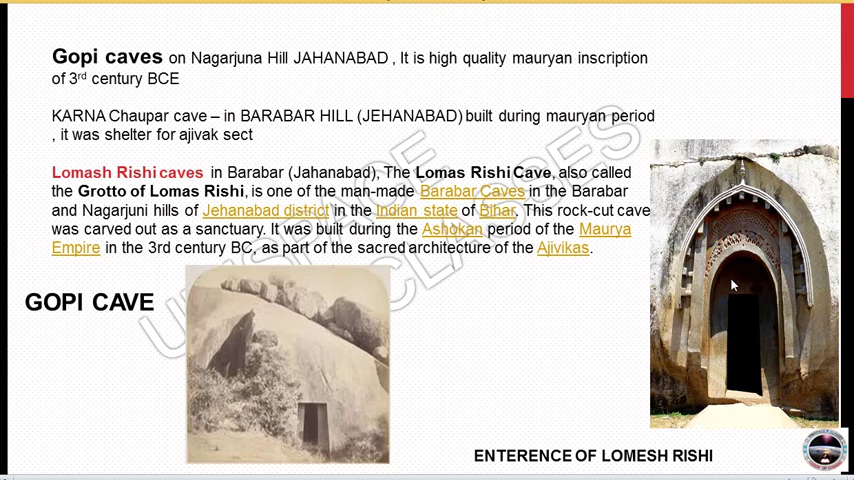 Gopi caves on Nagarjuna Hill JAHANABAD , It is high quality mauryan inscription
of 3rd century BCE
KARNA Chaupar cave – in BARABAR HILL (JEHANABAD) built during mauryan period
, it was shelter for ajivak sect
Lomash Rishi caves in Barabar (Jahanabad), The Lomas Rishi Cave, also called
the Grotto of Lomas Rishi, is one of the man-made Barabar Caves in the Barabar
and Nagarjuni hills of Jehanabad district in the Indian state of Bihar. This rock-cut cave
was carved out as a sanctuary. It was built during the Ashokan period of the Maurya
Empire in the 3rd century BC, as part of the sacred architecture of the Ajivikas.
GOPI CAVE
ENTERENCE OF LOMESH RISHI